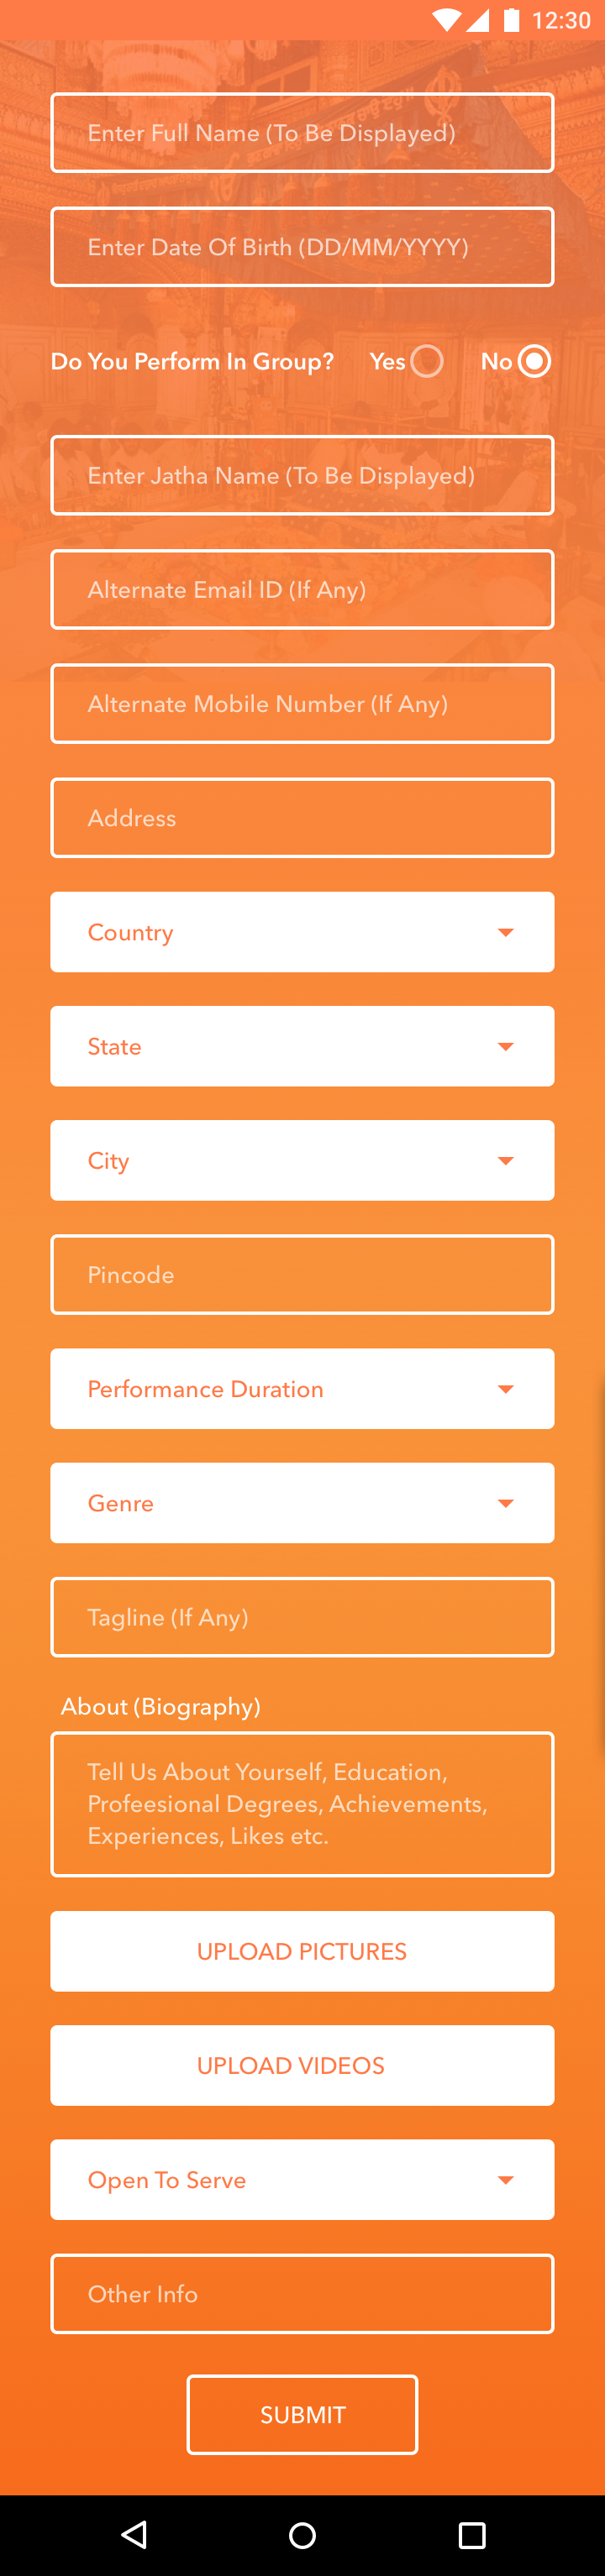 12:30
Enter Full Name (To Be Displayed)
Enter Date Of Birth (DD/MM/YYYY)
Do You Perform In Group? Yes No
Enter Jatha Name (To Be Displayed)
Alternate Email ID (If Any)
Alternate Mobile Number (If Any)
Address
Country
State
City
Pincode
Performance Duration
Genre
Tagline (If Any)
About (Biography)
Tell Us About Yourself, Education,
Profeesional Degrees, Achievements,
Experiences, Likes etc.
UPLOAD PICTURES
UPLOAD VIDEOS
Open To Serve
Other Info
SUBMIT